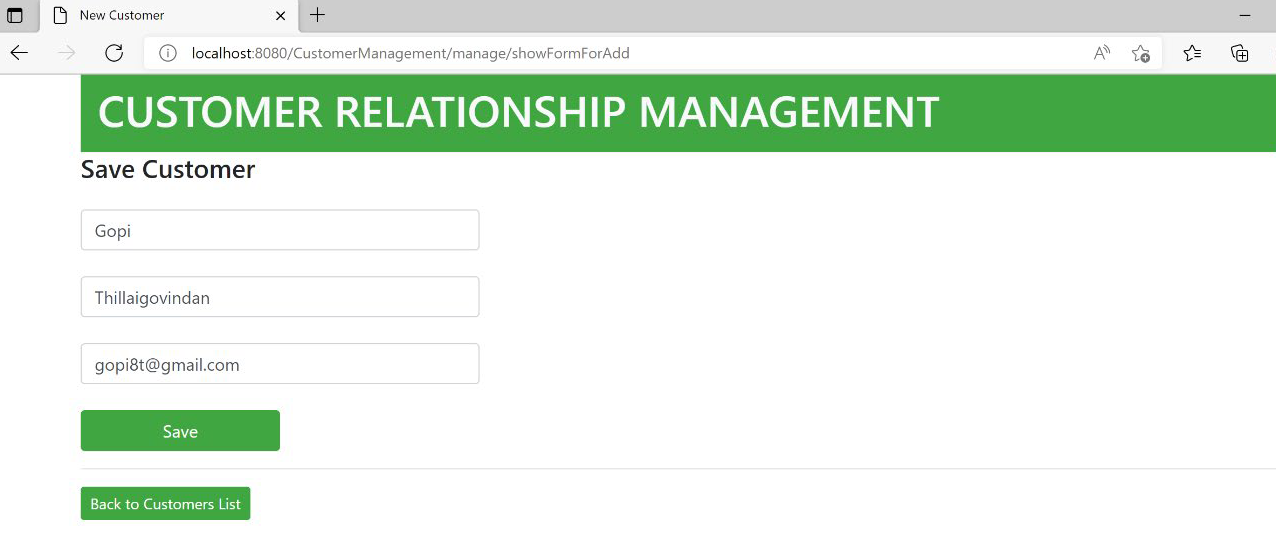 New Customer
localhost:8080/CustomerManagement/manage/showFormForAdd
CUSTOMER RELATIONSHIP MANAGEMENT
Save Customer
Gopi
Thillaigovindan
gopi8t@gmail.com
Save
Back to Customers List